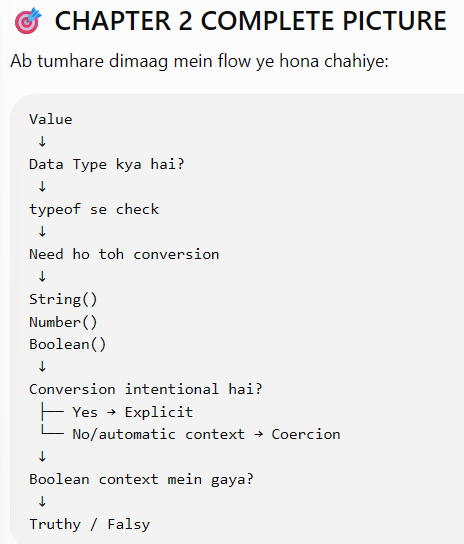 🎯 CHAPTER 2 COMPLETE PICTURE
Ab tumhare dimaag mein flow ye hona chahiye:
Value
↓
Data Type kya hai?
↓
typeof se check
↓
Need ho toh conversion
↓
String()
Number()
Boolean()
↓
Conversion intentional hai?
├── Yes → Explicit
└── No/automatic context → Coercion
↓
Boolean context mein gaya?
↓
Truthy / Falsy